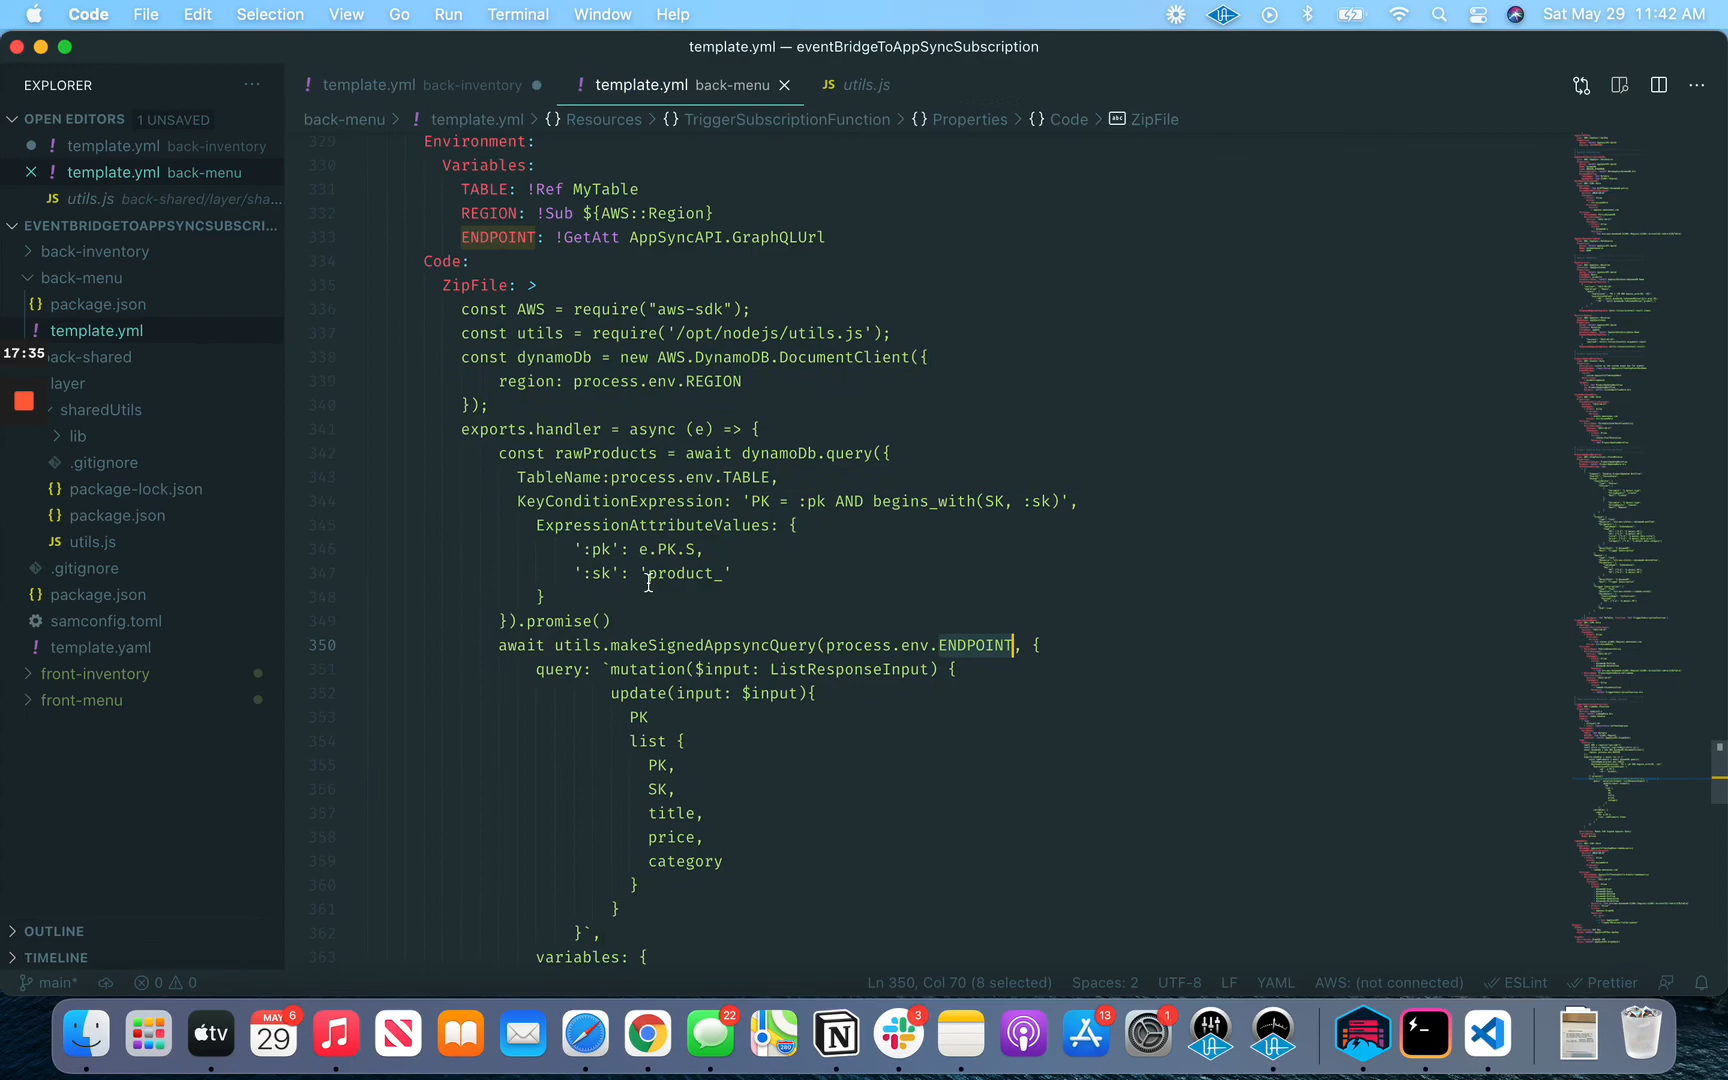 Code File Edit Selection View Go Run Terminal Window Help Sat May 29 11:42 AM
template.yml — eventBridgeToAppSyncSubscription
EXPLORER
template.yml back-inventory
template.yml back-menu
JS utils.js
OPEN EDITORS 1 UNSAVED
template.yml back-inventory
template.yml back-menu
JS utils.js back-shared/layer/sha...
EVENTBRIDGETOAPPSYNCSUBSCRI...
back-inventory
back-menu
package.json
template.yml
17:35 ack-shared
layer
sharedUtils
lib
.gitignore
package-lock.json
package.json
JS utils.js
.gitignore
package.json
samconfig.toml
template.yaml
front-inventory
front-menu
OUTLINE
TIMELINE
back-menu > template.yml > {} Resources > {} TriggerSubscriptionFunction > {} Properties > {} Code > abc ZipFile
329 Environment:
330 Variables:
331 TABLE: !Ref MyTable
332 REGION: !Sub ${AWS::Region}
333 ENDPOINT: !GetAtt AppSyncAPI.GraphQLUrl
334 Code:
335 ZipFile: >
336 const AWS = require("aws-sdk");
337 const utils = require('/opt/nodejs/utils.js');
338 const dynamoDb = new AWS.DynamoDB.DocumentClient({
339 region: process.env.REGION
340 });
341 exports.handler = async (e) => {
342 const rawProducts = await dynamoDb.query({
343 TableName:process.env.TABLE,
344 KeyConditionExpression: 'PK = :pk AND begins_with(SK, :sk)',
345 ExpressionAttributeValues: {
346 ':pk': e.PK.S,
347 ':sk': 'product_'
348 }
349 }).promise()
350 await utils.makeSignedAppsyncQuery(process.env.ENDPOINT, {
351 query: `mutation($input: ListResponseInput) {
352 update(input: $input){
353 PK
354 list {
355 PK,
356 SK,
357 title,
358 price,
359 category
360 }
361 }
362 }`,
363 variables: {
main* 0 0 Ln 350, Col 70 (8 selected) Spaces: 2 UTF-8 LF YAML AWS: (not connected) ESLint Prettier
tv
MAY
29
6
22
3
13
1
280